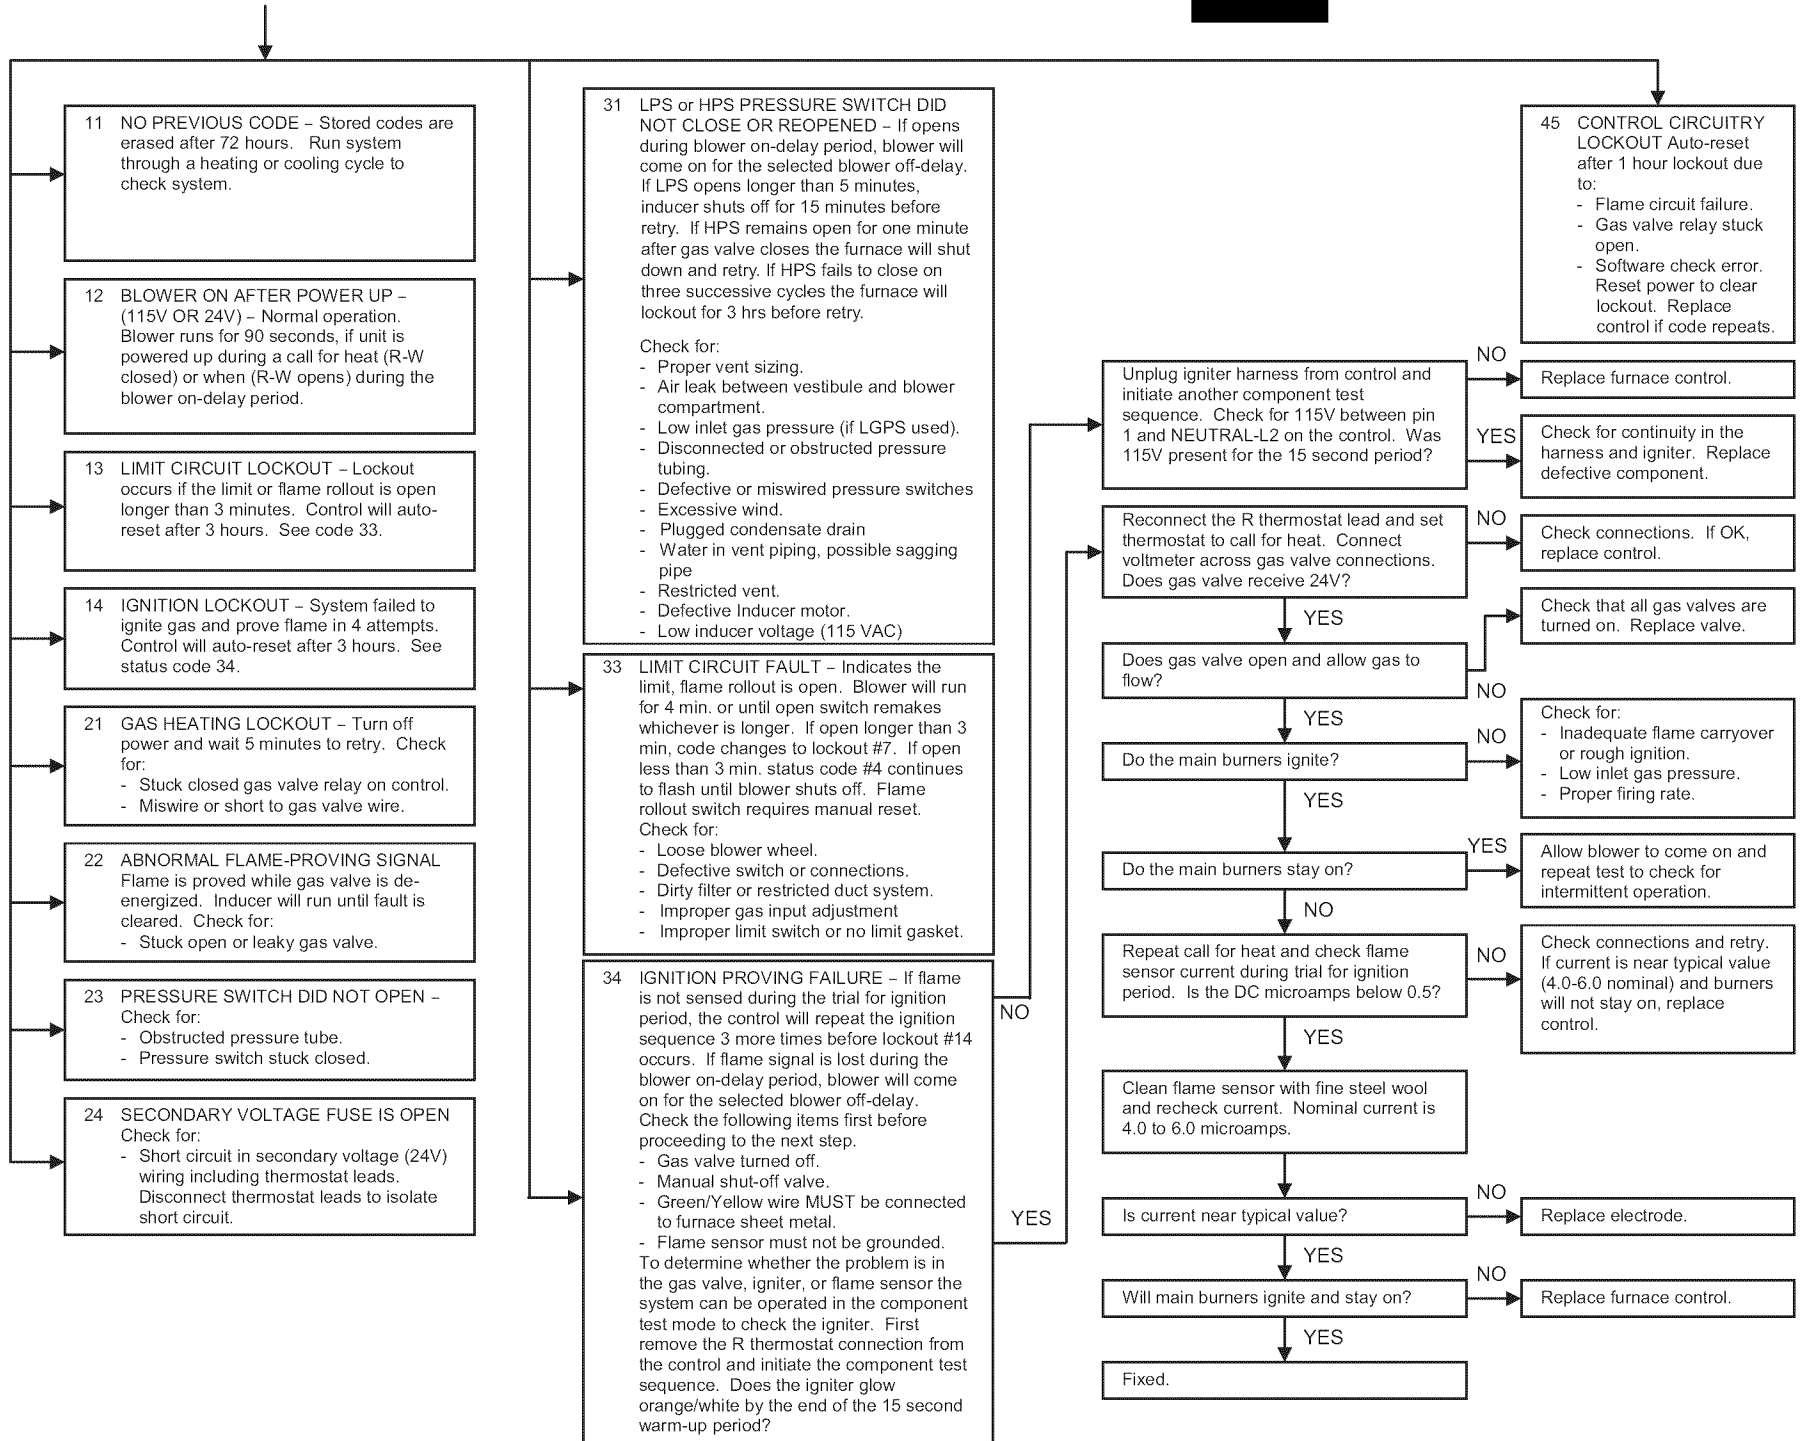 11 NO PREVIOUS CODE – Stored codes are
erased after 72 hours. Run system
through a heating or cooling cycle to
check system.
12 BLOWER ON AFTER POWER UP –
(115V OR 24V) – Normal operation.
Blower runs for 90 seconds, if unit is
powered up during a call for heat (R-W
closed) or when (R-W opens) during the
blower on-delay period.
13 LIMIT CIRCUIT LOCKOUT – Lockout
occurs if the limit or flame rollout is open
longer than 3 minutes. Control will auto-
reset after 3 hours. See code 33.
14 IGNITION LOCKOUT – System failed to
ignite gas and prove flame in 4 attempts.
Control will auto-reset after 3 hours. See
status code 34.
21 GAS HEATING LOCKOUT – Turn off
power and wait 5 minutes to retry. Check
for:
- Stuck closed gas valve relay on control.
- Miswire or short to gas valve wire.
22 ABNORMAL FLAME-PROVING SIGNAL
Flame is proved while gas valve is de-
energized. Inducer will run until fault is
cleared. Check for:
- Stuck open or leaky gas valve.
23 PRESSURE SWITCH DID NOT OPEN –
Check for:
- Obstructed pressure tube.
- Pressure switch stuck closed.
24 SECONDARY VOLTAGE FUSE IS OPEN
Check for:
- Short circuit in secondary voltage (24V)
wiring including thermostat leads.
Disconnect thermostat leads to isolate
short circuit.
31 LPS or HPS PRESSURE SWITCH DID
NOT CLOSE OR REOPENED – If opens
during blower on-delay period, blower will
come on for the selected blower off-delay.
If LPS opens longer than 5 minutes,
inducer shuts off for 15 minutes before
retry. If HPS remains open for one minute
after gas valve closes the furnace will shut
down and retry. If HPS fails to close on
three successive cycles the furnace will
lockout for 3 hrs before retry.
Check for:
- Proper vent sizing.
- Air leak between vestibule and blower
compartment.
- Low inlet gas pressure (if LGPS used).
- Disconnected or obstructed pressure
tubing.
- Defective or miswired pressure switches
- Excessive wind.
- Plugged condensate drain
- Water in vent piping, possible sagging
pipe
- Restricted vent.
- Defective Inducer motor.
- Low inducer voltage (115 VAC)
33 LIMIT CIRCUIT FAULT – Indicates the
limit, flame rollout is open. Blower will run
for 4 min. or until open switch remakes
whichever is longer. If open longer than 3
min, code changes to lockout #7. If open
less than 3 min. status code #4 continues
to flash until blower shuts off. Flame
rollout switch requires manual reset.
Check for:
- Loose blower wheel.
- Defective switch or connections.
- Dirty filter or restricted duct system.
- Improper gas input adjustment
- Improper limit switch or no limit gasket.
34 IGNITION PROVING FAILURE – If flame
is not sensed during the trial for ignition
period, the control will repeat the ignition
sequence 3 more times before lockout #14
occurs. If flame signal is lost during the
blower on-delay period, blower will come
on for the selected blower off-delay.
Check the following items first before
proceeding to the next step.
- Gas valve turned off.
- Manual shut-off valve.
- Green/Yellow wire MUST be connected
to furnace sheet metal.
- Flame sensor must not be grounded.
To determine whether the problem is in
the gas valve, igniter, or flame sensor the
system can be operated in the component
test mode to check the igniter. First
remove the R thermostat connection from
the control and initiate the component test
sequence. Does the igniter glow
orange/white by the end of the 15 second
warm-up period?
NO
YES
45 CONTROL CIRCUITRY
LOCKOUT Auto-reset
after 1 hour lockout due
to:
- Flame circuit failure.
- Gas valve relay stuck
open.
- Software check error.
Reset power to clear
lockout. Replace
control if code repeats.
Unplug igniter harness from control and
initiate another component test
sequence. Check for 115V between pin
1 and NEUTRAL-L2 on the control. Was
115V present for the 15 second period?
NO
Replace furnace control.
YES
Check for continuity in the
harness and igniter. Replace
defective component.
Reconnect the R thermostat lead and set
thermostat to call for heat. Connect
voltmeter across gas valve connections.
Does gas valve receive 24V?
NO
Check connections. If OK,
replace control.
YES
Does gas valve open and allow gas to
flow?
NO
Check that all gas valves are
turned on. Replace valve.
YES
Do the main burners ignite?
NO
Check for:
- Inadequate flame carryover
or rough ignition.
- Low inlet gas pressure.
- Proper firing rate.
YES
Do the main burners stay on?
YES
Allow blower to come on and
repeat test to check for
intermittent operation.
NO
Repeat call for heat and check flame
sensor current during trial for ignition
period. Is the DC microamps below 0.5?
NO
Check connections and retry.
If current is near typical value
(4.0-6.0 nominal) and burners
will not stay on, replace
control.
YES
Clean flame sensor with fine steel wool
and recheck current. Nominal current is
4.0 to 6.0 microamps.
Is current near typical value?
NO
Replace electrode.
YES
Will main burners ignite and stay on?
NO
Replace furnace control.
YES
Fixed.